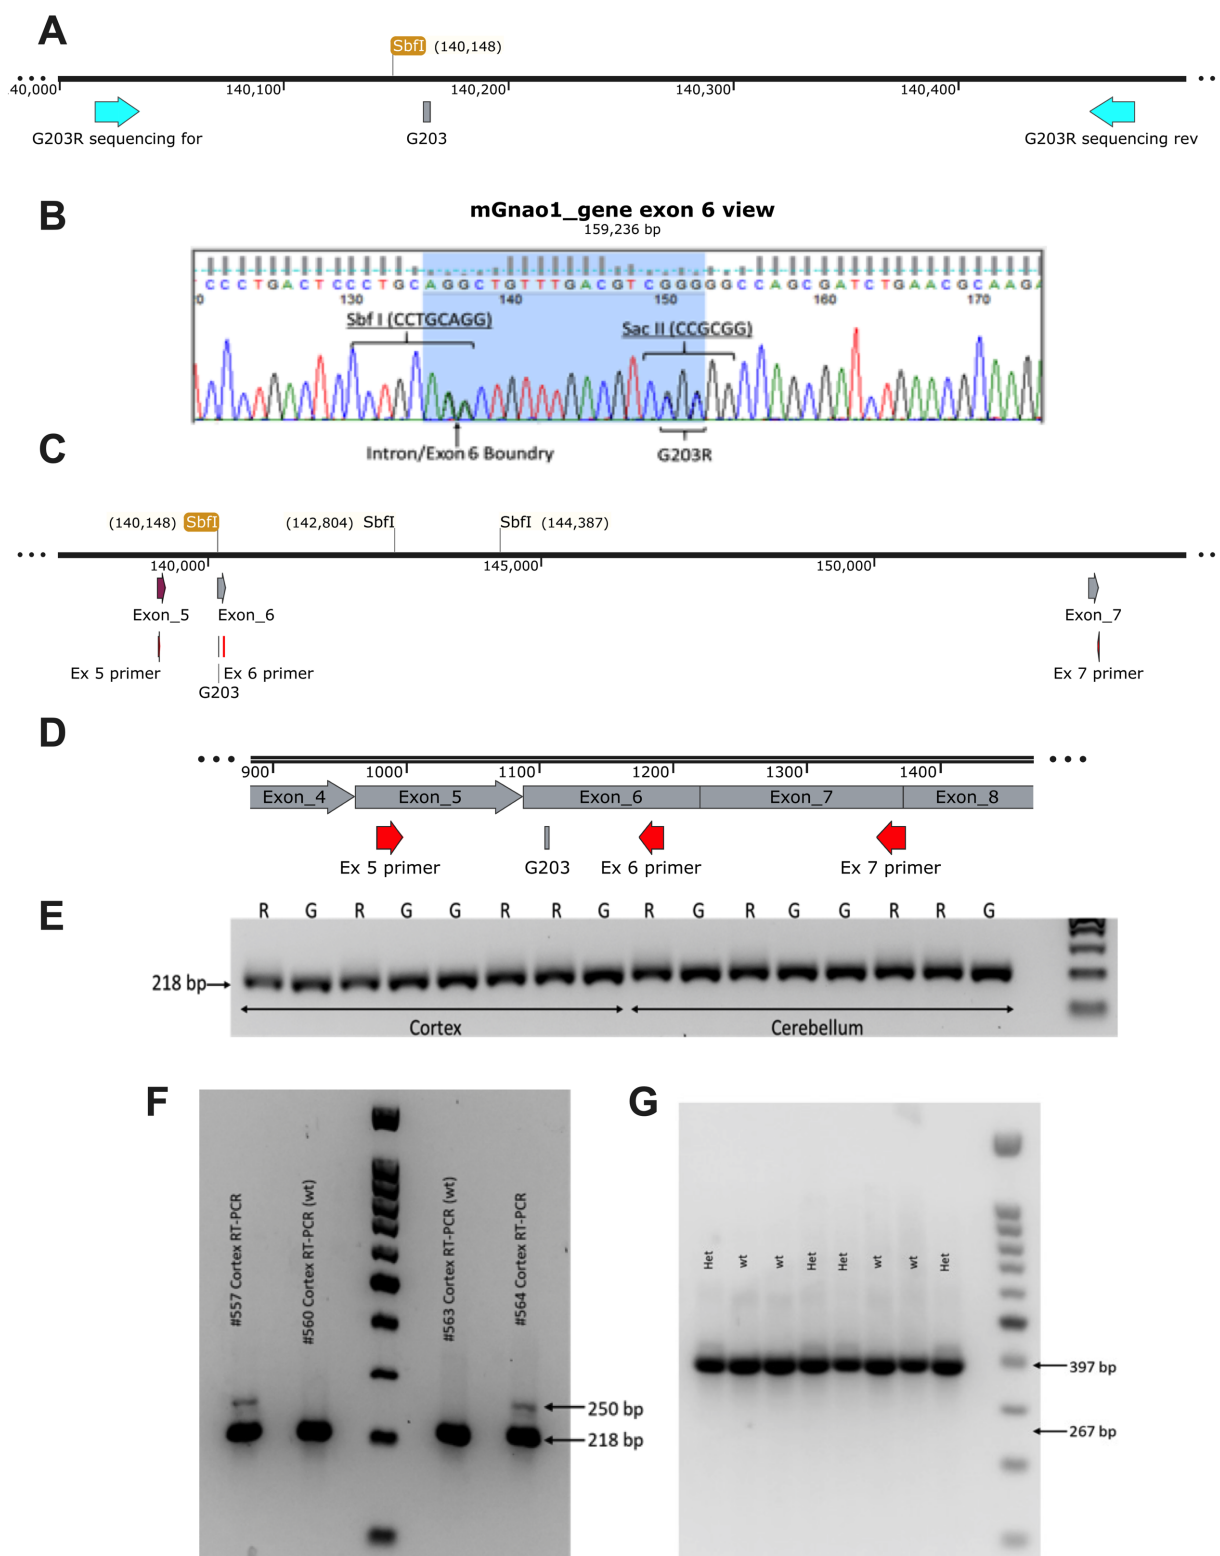 A
SbfI (140,148)
40,000 140,100 140,200 140,300 140,400
G203R sequencing for G203 G203R sequencing rev
B
mGnao1_gene exon 6 view
159,236 bp
CCCTGACTCCCTGCAGGCTGTTTGACGTCGGGGGCCAGCGATCTGAACGCAAGA
0 130 140 150 160 170
Sbf I (CCTGCAGG) Sac II (CCGCGG)
Intron/Exon 6 Boundry G203R
C
(140,148) SbfI (142,804) SbfI SbfI (144,387)
140,000 145,000 150,000
Exon_5 Exon_6 Exon_7
Ex 5 primer Ex 6 primer Ex 7 primer
G203
D
900 1000 1100 1200 1300 1400
Exon_4 Exon_5 Exon_6 Exon_7 Exon_8
Ex 5 primer G203 Ex 6 primer Ex 7 primer
E
R G R G G R R G R G R G G R R G
218 bp
Cortex Cerebellum
F
#557 Cortex RT-PCR
#560 Cortex RT-PCR (wt)
#563 Cortex RT-PCR (wt)
#564 Cortex RT-PCR
250 bp
218 bp
G
Het wt wt Het Het wt wt Het
397 bp
267 bp